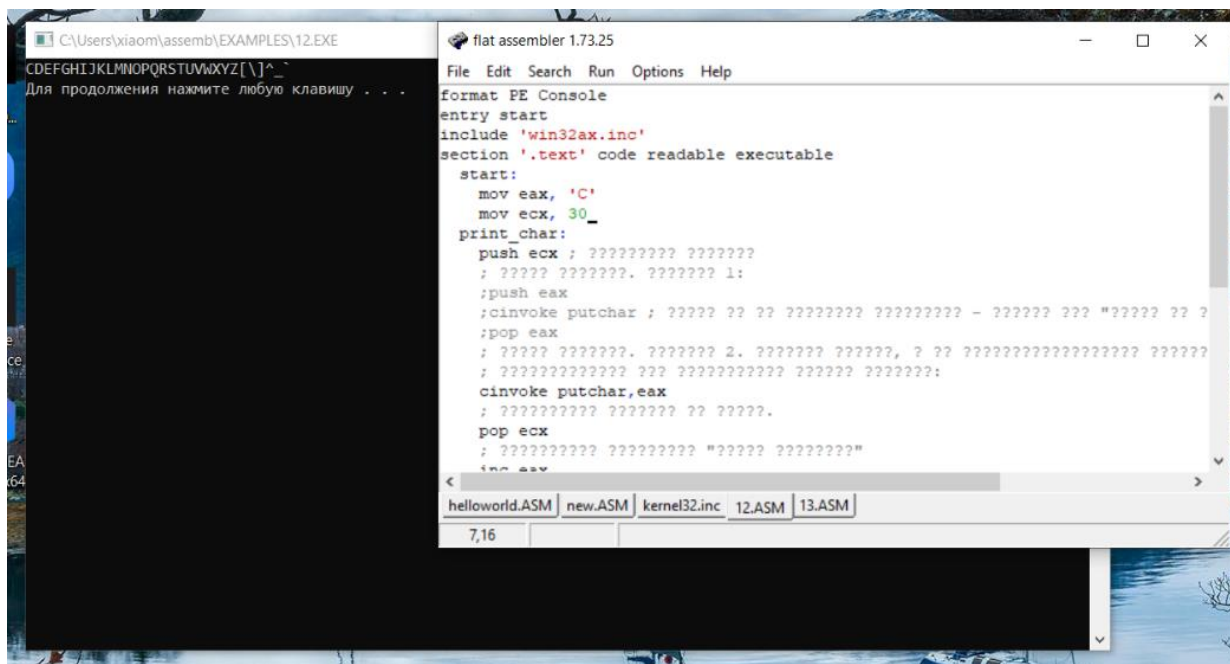 C:\Users\xiaom\assemb\EXAMPLES\12.EXE
CDEFGHIJKLMNOPQRSTUVWXYZ[\]^_`
Для продолжения нажмите любую клавишу . . .
flat assembler 1.73.25
File Edit Search Run Options Help
format PE Console
entry start
include 'win32ax.inc'
section '.text' code readable executable
start:
mov eax, 'C'
mov ecx, 30
print_char:
push ecx ; ????????? ???????
; ????? ???????. ??????? 1:
;push eax
;cinvoke putchar ; ????? ?? ?? ???????? ????????? - ?????? ??? "????? ?? ?
;pop eax
; ????? ???????. ??????? 2. ??????? ??????, ? ?? ?????????????????? ??????
; ????????????? ??? ??????????? ?????? ???????:
cinvoke putchar,eax
; ?????????? ??????? ?? ?????.
pop ecx
; ?????????? ????????? "????? ????????"
inc eax
helloworld.ASM new.ASM kernel32.inc 12.ASM 13.ASM
7,16